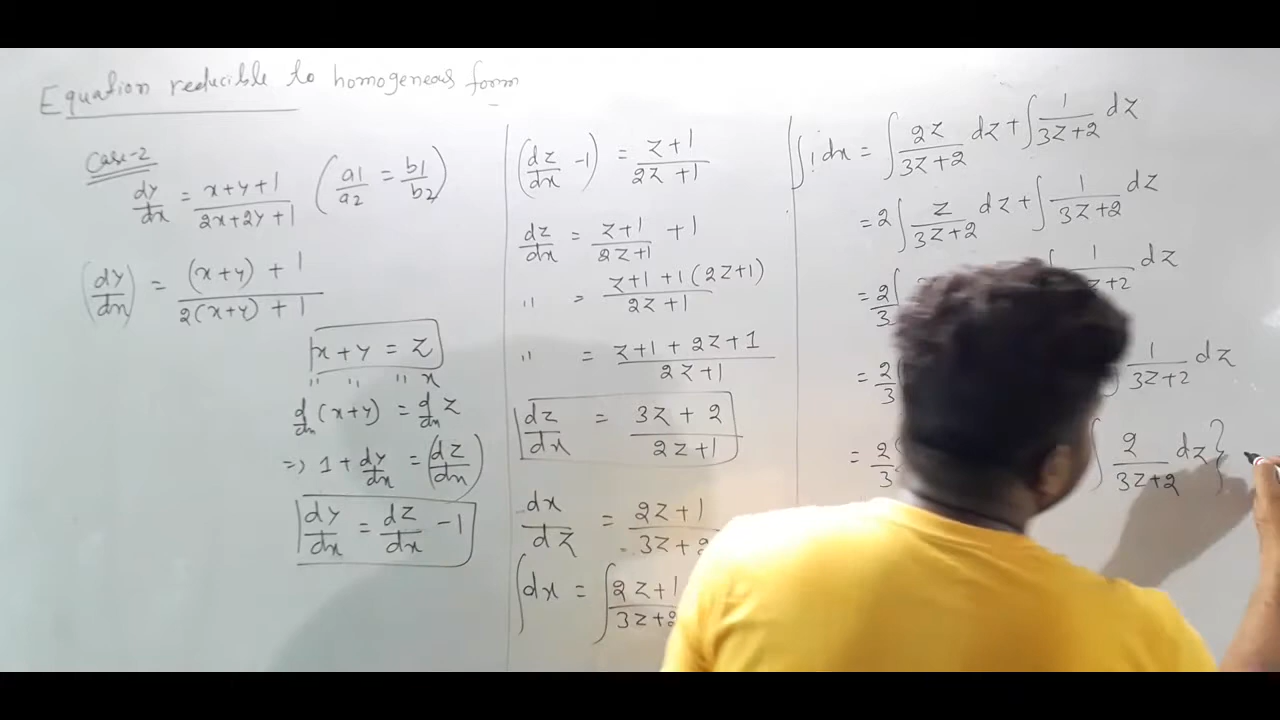 Equation reducible to homogeneous form
Case-2
dy/dx = x+y+1 / 2x+2y+1 (a1/a2 = b1/b2)
(dy/dx) = (x+y)+1 / 2(x+y)+1
x+y = z
" " " x
d/dx (x+y) = d/dx z
=> 1 + dy/dx = (dz/dx)
dy/dx = dz/dx - 1
(dz/dx - 1) = z+1 / 2z+1
dz/dx = z+1 / 2z+1 + 1
" = z+1+1(2z+1) / 2z+1
" = z+1+2z+1 / 2z+1
dz/dx = 3z+2 / 2z+1
dx/dz = 2z+1 / 3z+2
∫dx = ∫ 2z+1 / 3z+2
∫1 dx = ∫ 2z / 3z+2 dz + ∫ 1 / 3z+2 dz
= 2∫ z / 3z+2 dz + ∫ 1 / 3z+2 dz
= 2/3 ∫ 1 / z+2 dz
= 2/3 ∫ 1 / 3z+2 dz
= 2/3 ∫ 2 / 3z+2 dz}